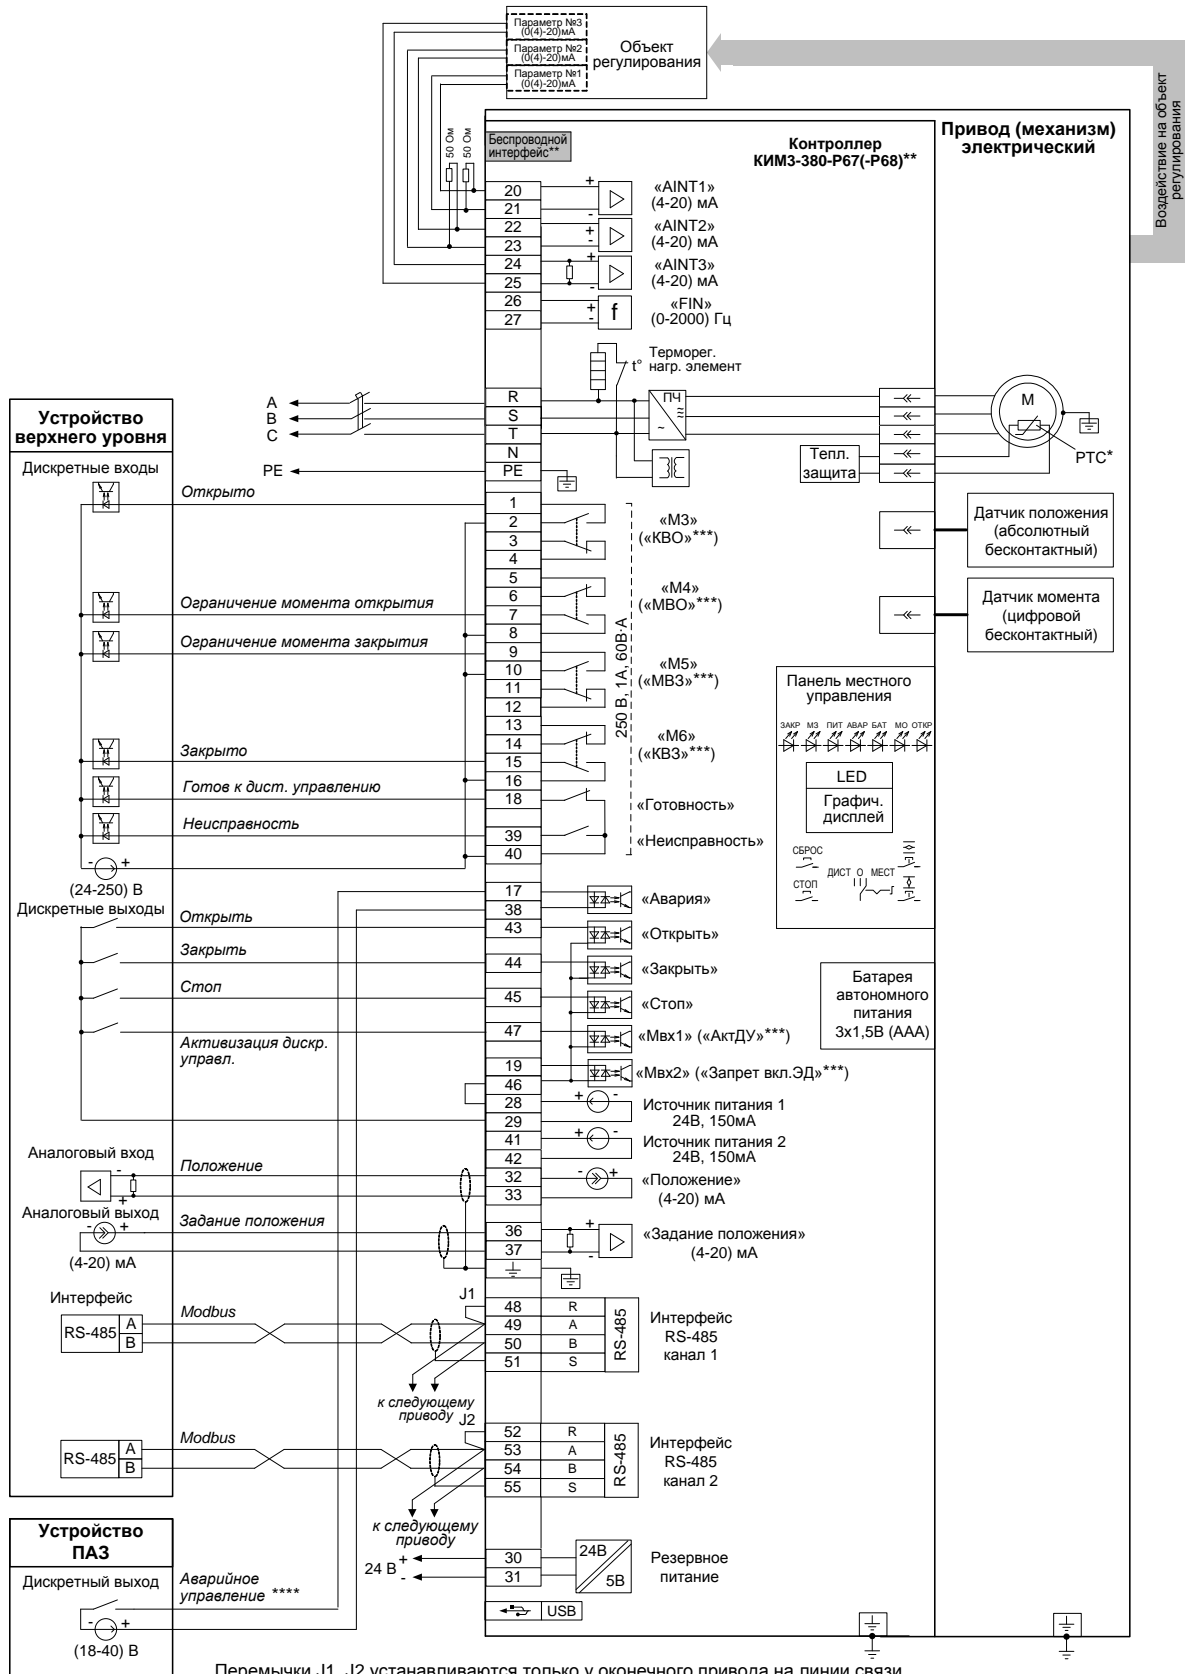 Параметр №3
(0(4)-20)мА
Параметр №2
(0(4)-20)мА
Параметр №1
(0(4)-20)мА
Объект
регулирования
Воздействие на объект
регулирования
50 Ом
50 Ом
Беспроводной
интерфейс**
Контроллер
КИМ3-380-Р67(-Р68)**
Привод (механизм)
электрический
20
21
22
23
24
25
26
27
+
-
«AINT1»
(4-20) мА
+
-
«AINT2»
(4-20) мА
+
-
«AINT3»
(4-20) мА
+
-
f
«FIN»
(0-2000) Гц
t°
Терморег.
нагр. элемент
A
B
C
PE
R
S
T
N
PE
ПЧ
≈
~
Тепл.
защита
М
РТС*
Датчик положения
(абсолютный
бесконтактный)
Датчик момента
(цифровой
бесконтактный)
Устройство
верхнего уровня
Дискретные входы
Открыто
Ограничение момента открытия
Ограничение момента закрытия
Закрыто
Готов к дист. управлению
Неисправность
- +
(24-250) В
1
2
3
4
5
6
7
8
9
10
11
12
13
14
15
16
18
39
40
«М3»
(«КВО»***)
«М4»
(«МВО»***)
«М5»
(«МВЗ»***)
«М6»
(«КВЗ»***)
250 В, 1А, 60В·А
«Готовность»
«Неисправность»
Панель местного
управления
ЗАКР МЗ ПИТ АВАР БАТ МО ОТКР
LED
Графич.
дисплей
СБРОС
СТОП
ДИСТ О МЕСТ
Батарея
автономного
питания
3х1,5В (ААА)
Дискретные выходы
Открыть
Закрыть
Стоп
Активизация дискр.
управл.
17
38
43
44
45
47
19
46
28
29
41
42
32
33
36
37
«Авария»
«Открыть»
«Закрыть»
«Стоп»
«Мвх1» («АктДУ»***)
«Мвх2» («Запрет вкл.ЭД»***)
+ -
Источник питания 1
24В, 150мА
+ -
Источник питания 2
24В, 150мА
- +
«Положение»
(4-20) мА
+
-
«Задание положения»
(4-20) мА
Аналоговый вход
-
+
Положение
Аналоговый выход
- +
Задание положения
(4-20) мА
Интерфейс
RS-485
A
B
Modbus
J1
48 R
49 A
50 B
51 S
RS-485
Интерфейс
RS-485
канал 1
к следующему
приводу
J2
RS-485
A
B
Modbus
52 R
53 A
54 B
55 S
RS-485
Интерфейс
RS-485
канал 2
к следующему
приводу
24 В
+
-
30
31
24В
5В
Резервное
питание
USB
Устройство
ПАЗ
Дискретный выход
Аварийное
управление ****
- +
(18-40) В
Перемычки J1, J2 устанавливаются только у оконечного привода на линии связи